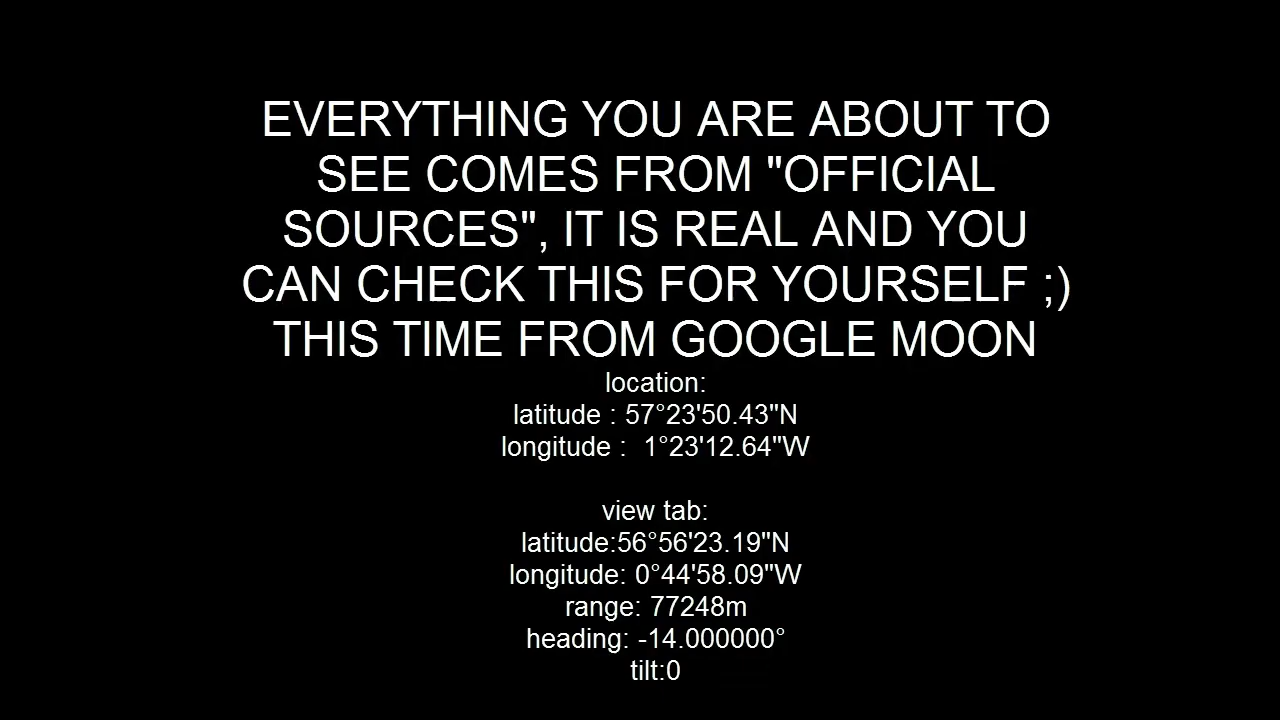 EVERYTHING YOU ARE ABOUT TO
SEE COMES FROM "OFFICIAL
SOURCES", IT IS REAL AND YOU
CAN CHECK THIS FOR YOURSELF ;)
THIS TIME FROM GOOGLE MOON
location:
latitude : 57°23'50.43"N
longitude :  1°23'12.64"W
view tab:
latitude:56°56'23.19"N
longitude: 0°44'58.09"W
range: 77248m
heading: -14.000000°
tilt:0